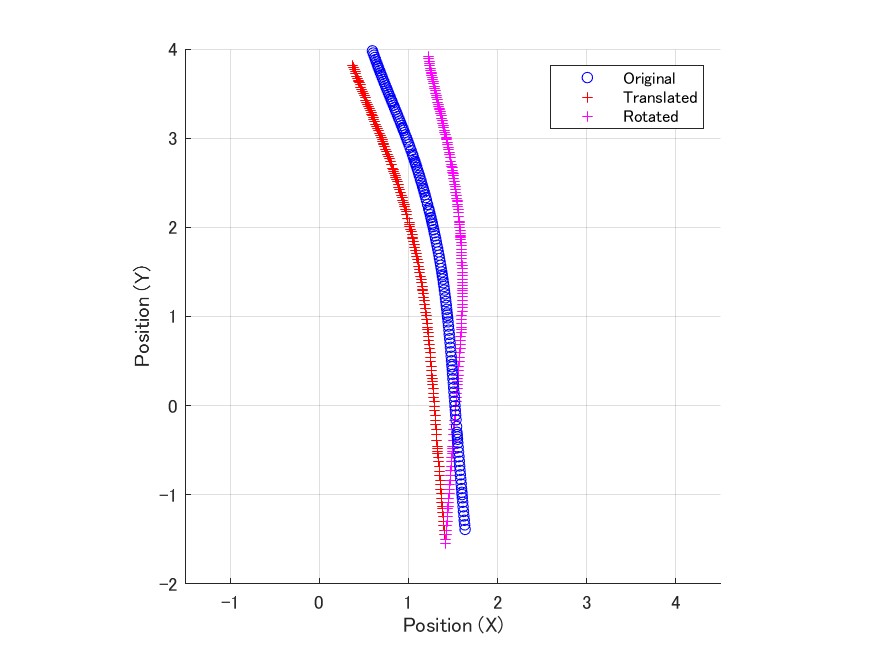 4
3
2
1
0
−1
−2
−1
0
1
2
3
4
Position (X)
Position (Y)
Original
Translated
Rotated